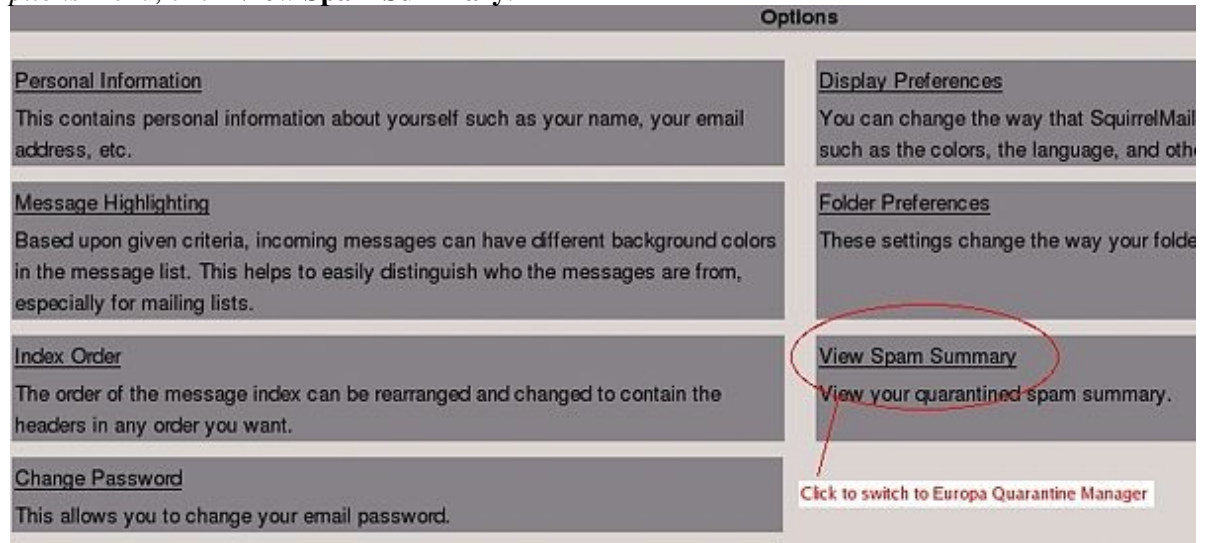 Options
Personal Information
This contains personal information about yourself such as your name, your email
address, etc.
Display Preferences
You can change the way that SquirrelMail
such as the colors, the language, and
Message Highlighting
Based upon given criteria, incoming messages can have different background colors
in the message list. This helps to easily distinguish who the messages are from,
especially for mailing lists.
Folder Preferences
These settings change the way your
Index Order
The order of the message index can be rearranged and changed to contain the
headers in any order you want.
View Spam Summary
View your quarantined spam summary.
Change Password
This allows you to change your email password.
Click to switch to Europa Quarantine Manager